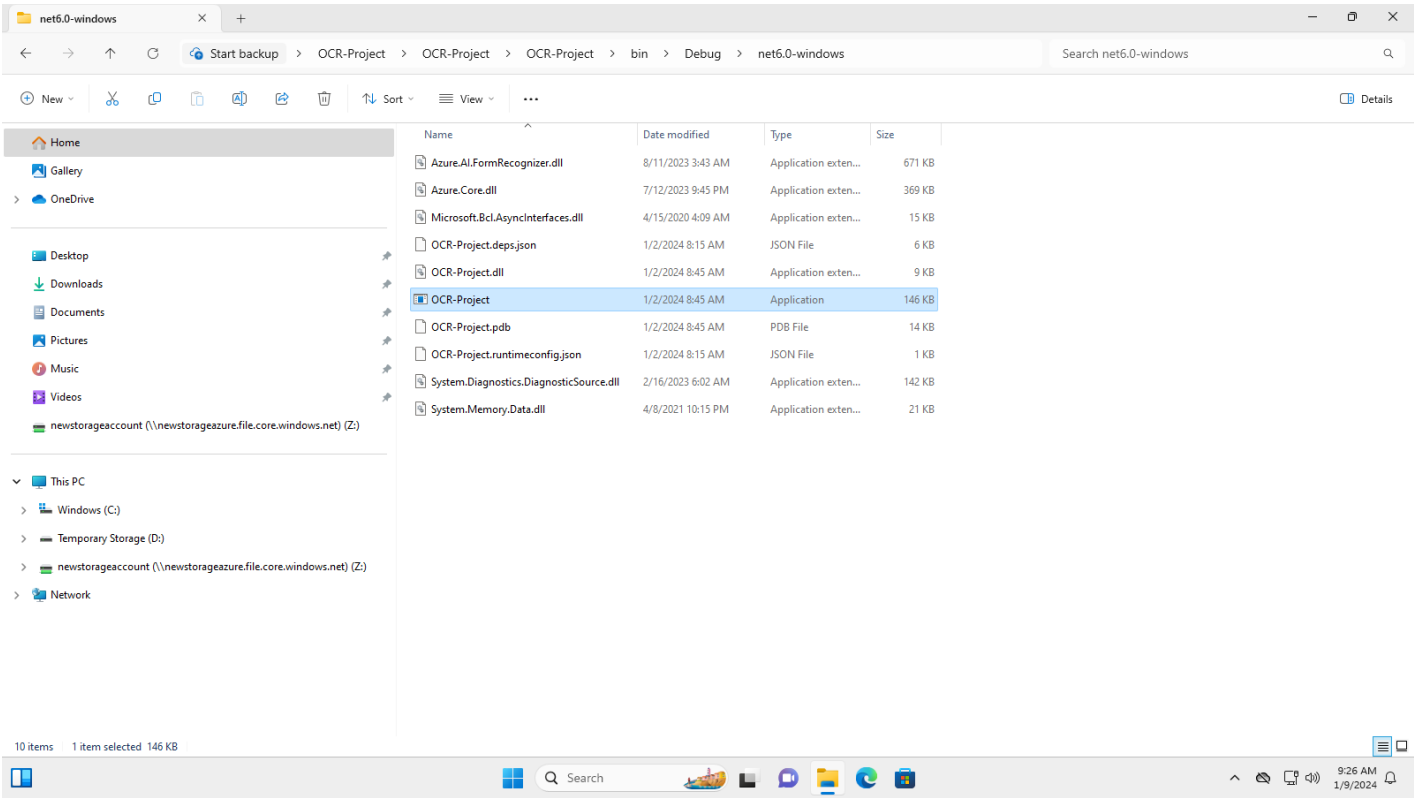 net6.0-windows
Start backup > OCR-Project > OCR-Project > OCR-Project > bin > Debug > net6.0-windows
Search net6.0-windows
New
Sort
View
Details
Home
Gallery
OneDrive
Desktop
Downloads
Documents
Pictures
Music
Videos
newstorageaccount (\\newstorageazure.file.core.windows.net) (Z:)
This PC
Windows (C:)
Temporary Storage (D:)
newstorageaccount (\\newstorageazure.file.core.windows.net) (Z:)
Network
Name Date modified Type Size
Azure.AI.FormRecognizer.dll 8/11/2023 3:43 AM Application exten... 671 KB
Azure.Core.dll 7/12/2023 9:45 PM Application exten... 369 KB
Microsoft.Bcl.AsyncInterfaces.dll 4/15/2020 4:09 AM Application exten... 15 KB
OCR-Project.deps.json 1/2/2024 8:15 AM JSON File 6 KB
OCR-Project.dll 1/2/2024 8:45 AM Application exten... 9 KB
OCR-Project 1/2/2024 8:45 AM Application 146 KB
OCR-Project.pdb 1/2/2024 8:45 AM PDB File 14 KB
OCR-Project.runtimeconfig.json 1/2/2024 8:15 AM JSON File 1 KB
System.Diagnostics.DiagnosticSource.dll 2/16/2023 6:02 AM Application exten... 142 KB
System.Memory.Data.dll 4/8/2021 10:15 PM Application exten... 21 KB
10 items 1 item selected 146 KB
Search
9:26 AM
1/9/2024